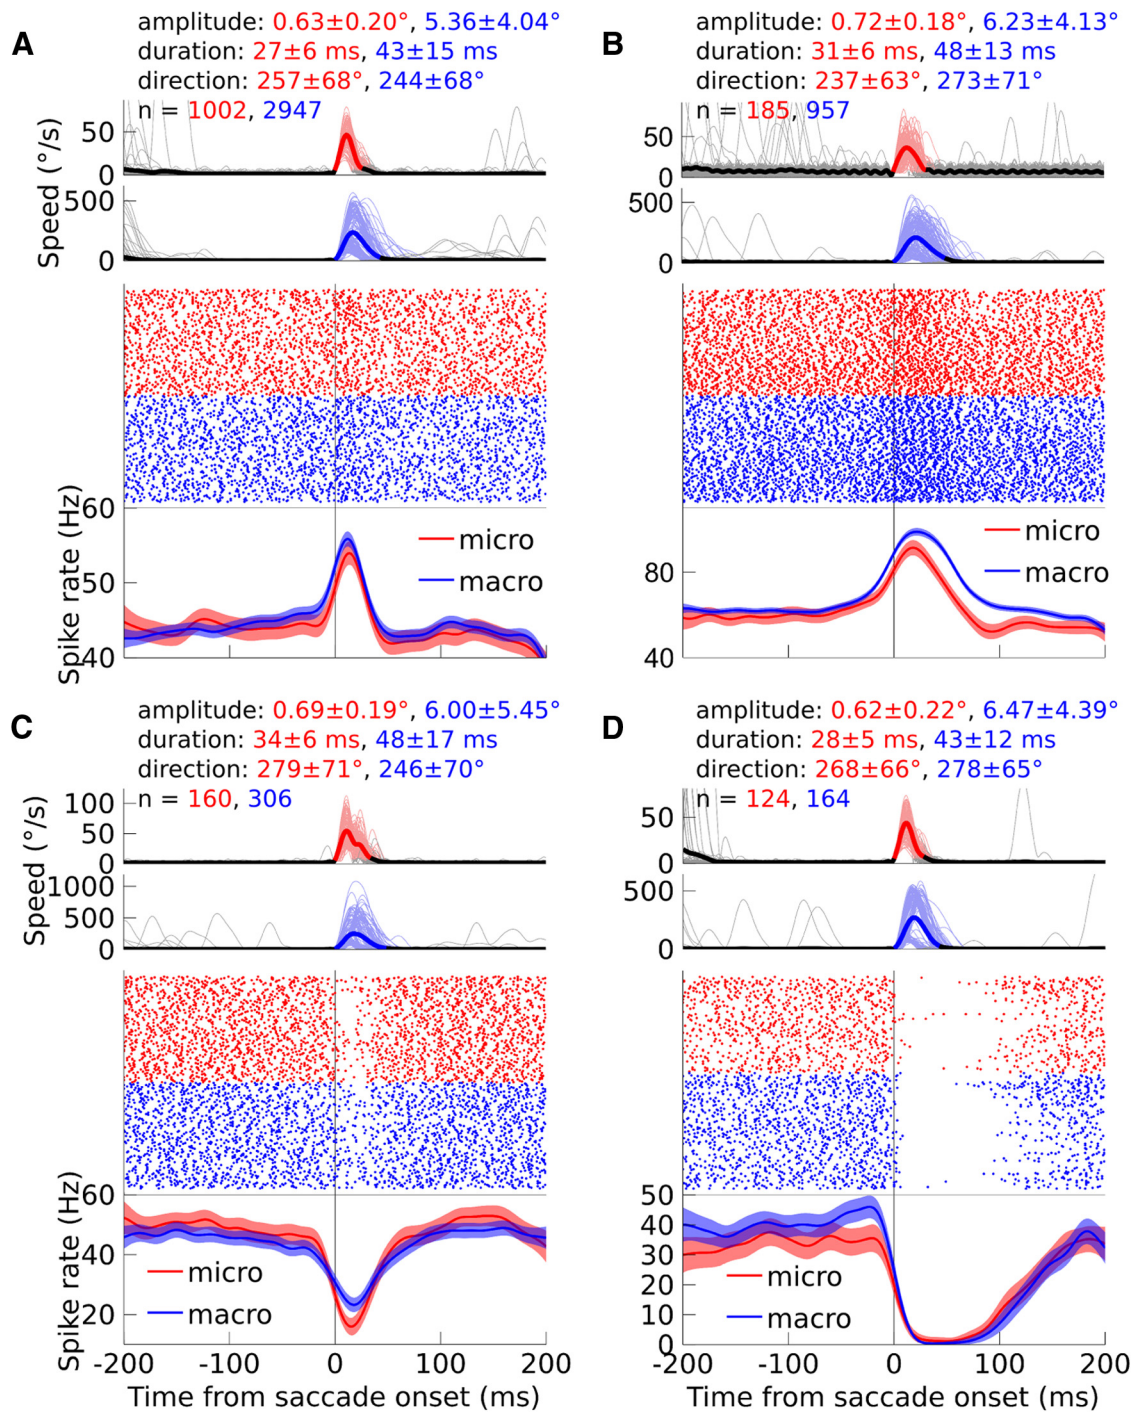 A
amplitude: 0.63±0.20°, 5.36±4.04°
duration: 27±6 ms, 43±15 ms
direction: 257±68°, 244±68°
n = 1002, 2947
Speed (°/s)
50
0
500
0
Spike rate (Hz)
60
50
40
micro
macro
B
amplitude: 0.72±0.18°, 6.23±4.13°
duration: 31±6 ms, 48±13 ms
direction: 237±63°, 273±71°
n = 185, 957
50
0
500
0
80
40
micro
macro
C
amplitude: 0.69±0.19°, 6.00±5.45°
duration: 34±6 ms, 48±17 ms
direction: 279±71°, 246±70°
n = 160, 306
Speed (°/s)
100
50
0
1000
500
0
Spike rate (Hz)
60
40
20
micro
macro
-200 -100 0 100 200
Time from saccade onset (ms)
D
amplitude: 0.62±0.22°, 6.47±4.39°
duration: 28±5 ms, 43±12 ms
direction: 268±66°, 278±65°
n = 124, 164
50
0
500
0
50
40
30
20
10
0
micro
macro
-200 -100 0 100 200
Time from saccade onset (ms)